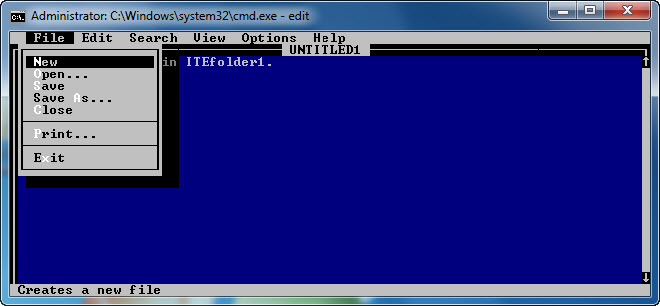 Administrator: C:\Windows\system32\cmd.exe - edit
File Edit Search View Options Help
UNTITLED1
New
in ITEfolder1.
Open...
Save
Save As...
Close
Print...
Exit
Creates a new file